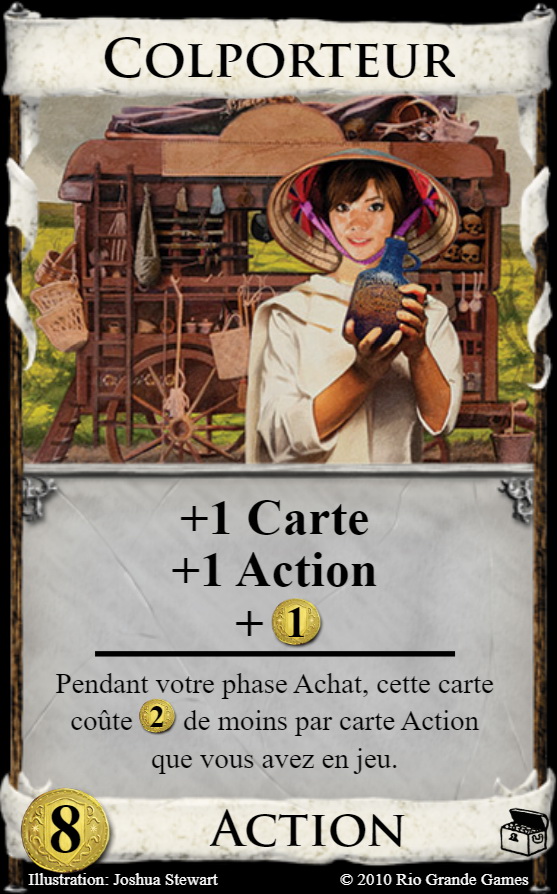 COLPORTEUR
+1 Carte
+1 Action
+ 1
Pendant votre phase Achat, cette carte
coûte 2 de moins par carte Action
que vous avez en jeu.
8 ACTION
Illustration: Joshua Stewart © 2010 Rio Grande Games